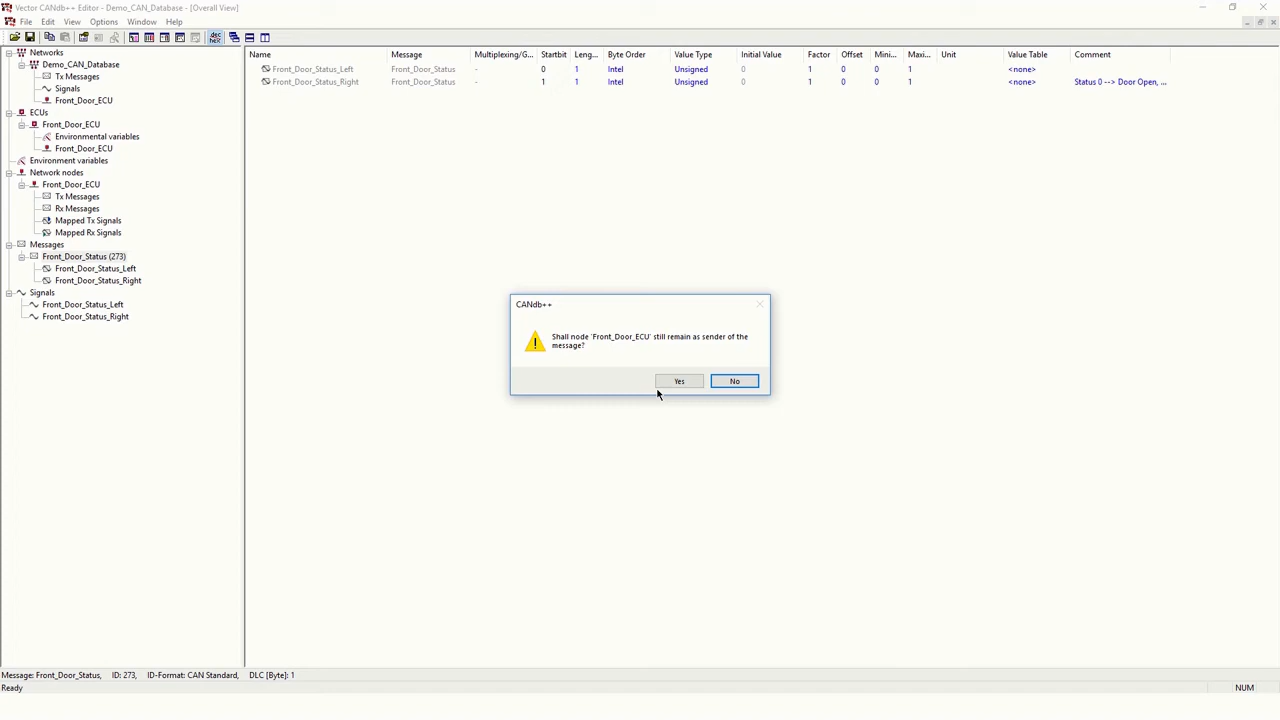 Vector CANdb++ Editor - Demo_CAN_Database - [Overall View]
File Edit View Options Window Help
dec
hex
Networks
Demo_CAN_Database
Tx Messages
Signals
Front_Door_ECU
ECUs
Front_Door_ECU
Environmental variables
Front_Door_ECU
Environment variables
Network nodes
Front_Door_ECU
Tx Messages
Rx Messages
Mapped Tx Signals
Mapped Rx Signals
Messages
Front_Door_Status (273)
Front_Door_Status_Left
Front_Door_Status_Right
Signals
Front_Door_Status_Left
Front_Door_Status_Right
Name Message Multiplexing/G... Startbit Leng... Byte Order Value Type Initial Value Factor Offset Mini... Maxi... Unit Value Table Comment
Front_Door_Status_Left Front_Door_Status - 0 1 Intel Unsigned 0 1 0 0 1 <none>
Front_Door_Status_Right Front_Door_Status - 1 1 Intel Unsigned 0 1 0 0 1 <none> Status 0 --> Door Open, ...
CANdb++
Shall node 'Front_Door_ECU' still remain as sender of the
message?
Yes No
Message: Front_Door_Status, ID: 273, ID-Format: CAN Standard, DLC [Byte]: 1
Ready NUM